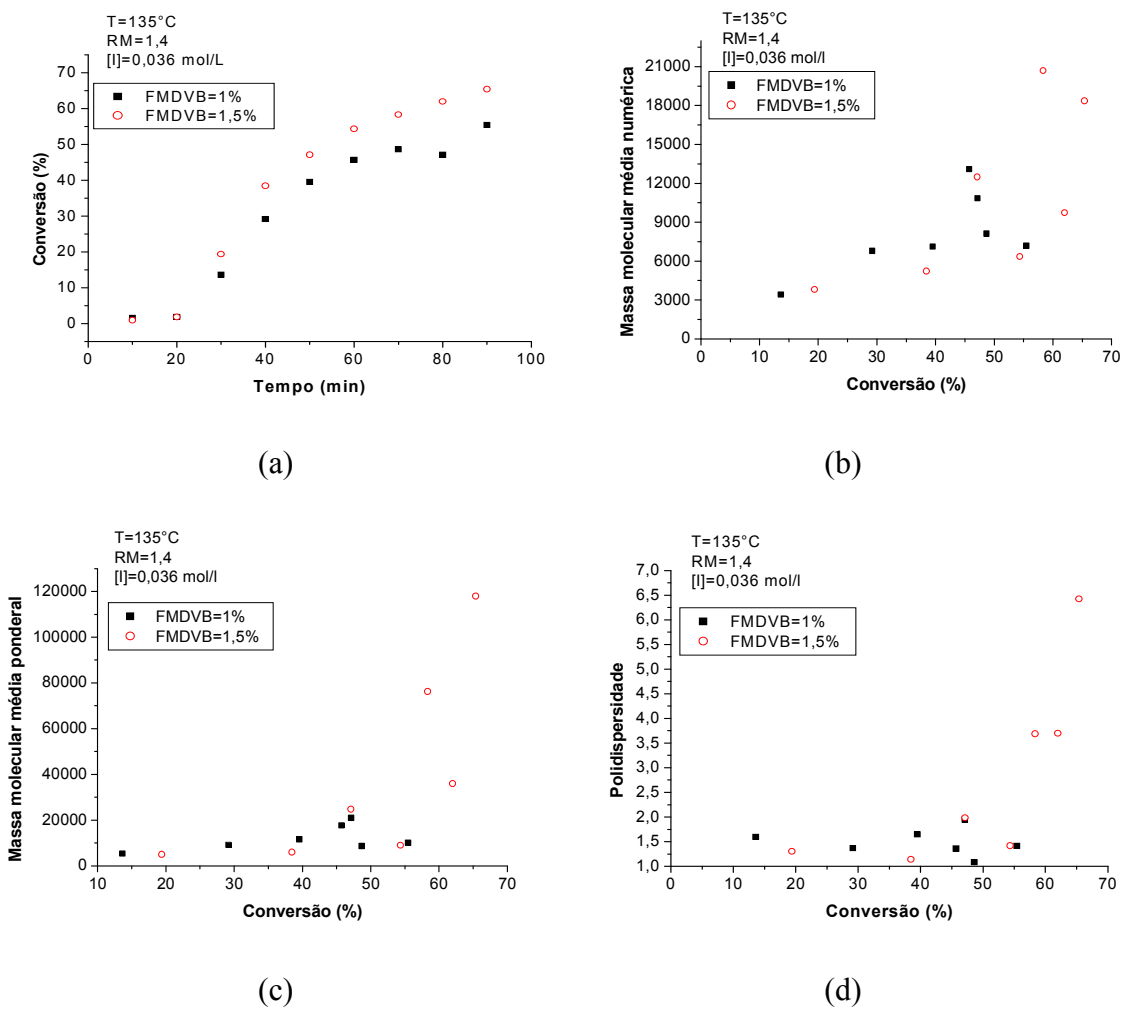 T=135°C
RM=1,4
[I]=0,036 mol/L
FMDVB=1%
FMDVB=1,5%
70
60
50
40
30
20
10
0
0 20 40 60 80 100
Conversão (%)
Tempo (min)
(a)
T=135°C
RM=1,4
[I]=0,036 mol/l
FMDVB=1%
FMDVB=1,5%
21000
18000
15000
12000
9000
6000
3000
0
0 10 20 30 40 50 60 70
Massa molecular média numérica
Conversão (%)
(b)
T=135°C
RM=1,4
[I]=0,036 mol/l
FMDVB=1%
FMDVB=1,5%
120000
100000
80000
60000
40000
20000
0
10 20 30 40 50 60 70
Massa molecular média ponderal
Conversão (%)
(c)
T=135°C
RM=1,4
[I]=0,036 mol/l
FMDVB=1%
FMDVB=1,5%
7,0
6,5
6,0
5,5
5,0
4,5
4,0
3,5
3,0
2,5
2,0
1,5
1,0
0 10 20 30 40 50 60 70
Polidispersidade
Conversão (%)
(d)